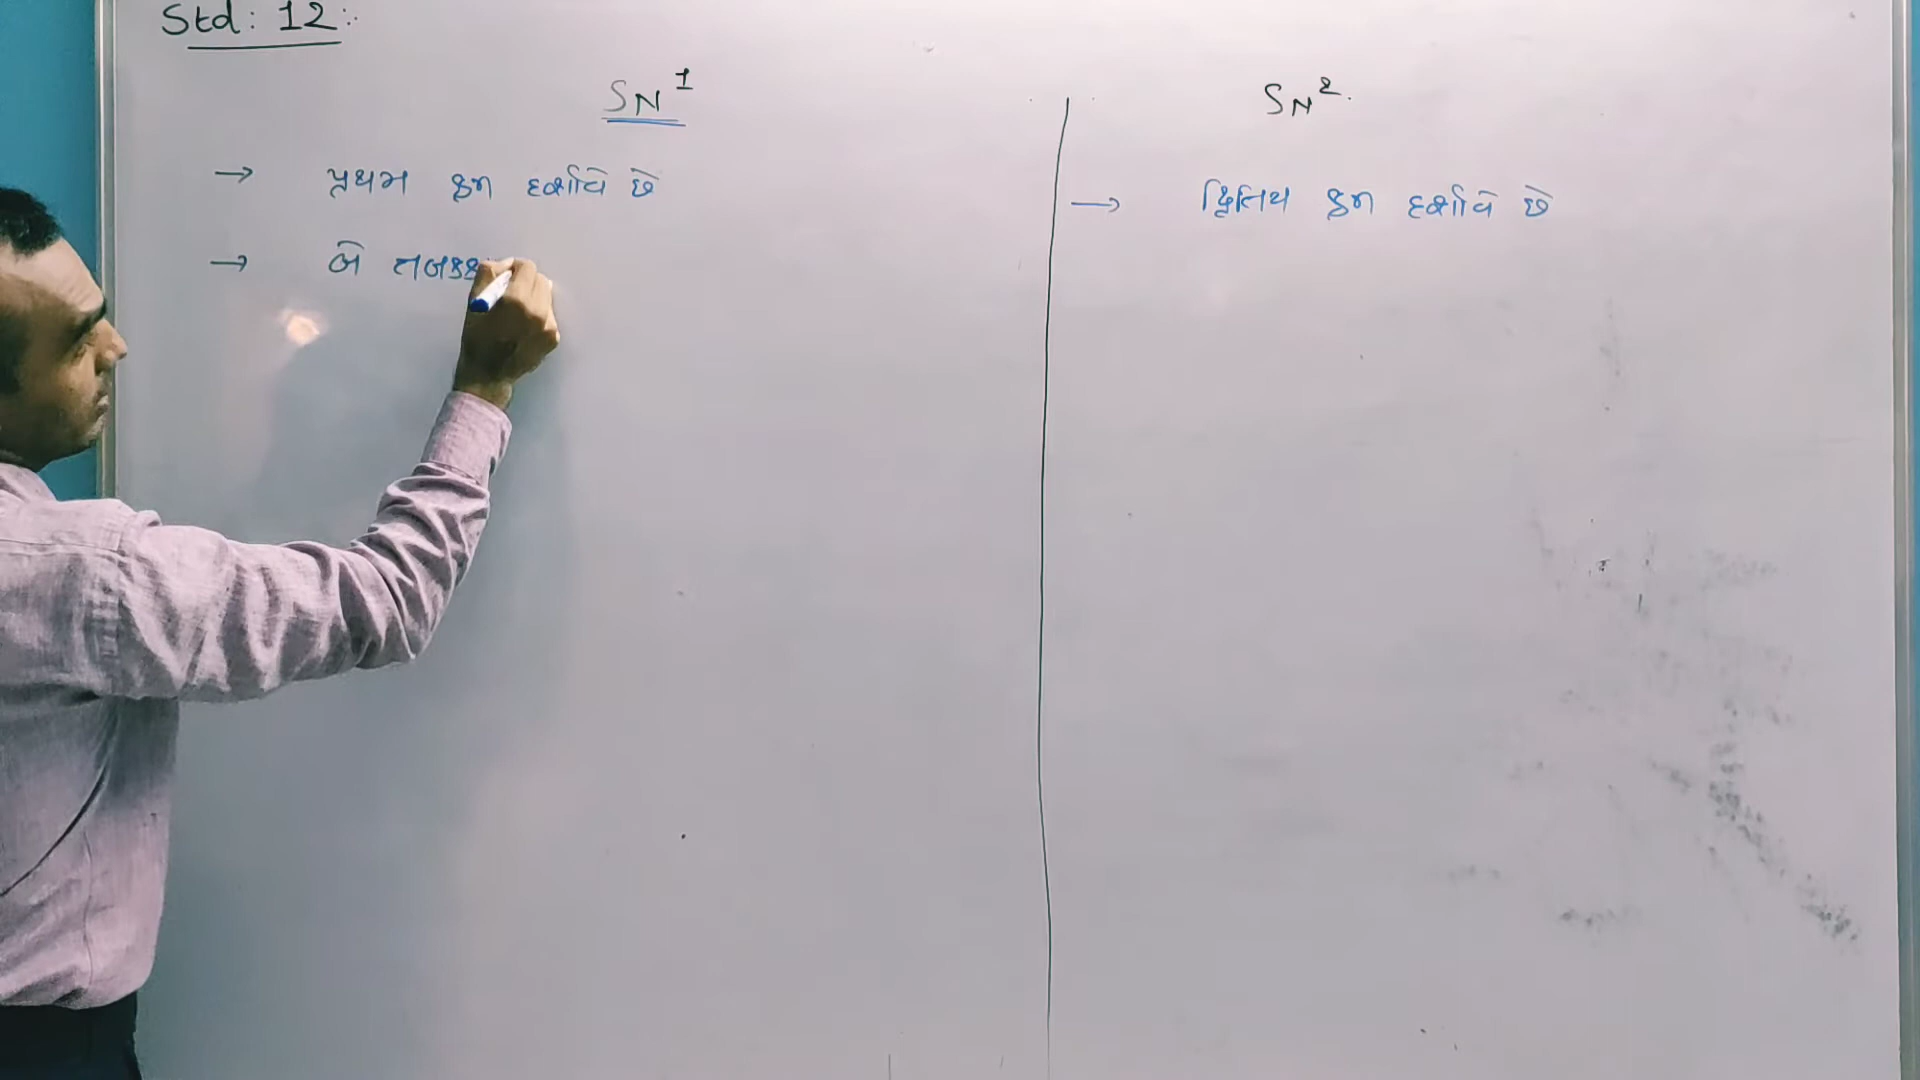 Std: 12:
SN1
→ પ્રથમ ક્રમ દર્શાવે છે
→ બે તબક્કા
SN2.
→ દ્વિતિય ક્રમ દર્શાવે છે